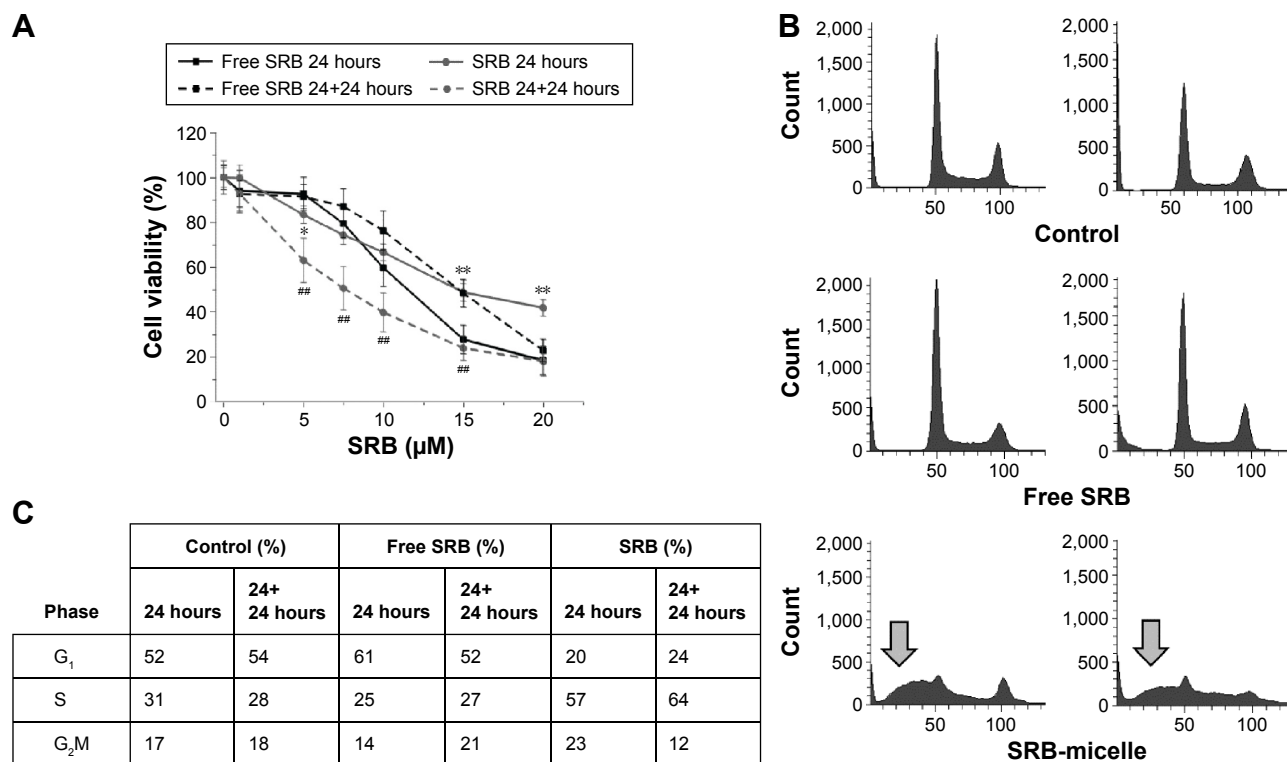 A
Free SRB 24 hours
SRB 24 hours
Free SRB 24+24 hours
SRB 24+24 hours
120
100
80
60
40
20
0
Cell viability (%)
*
**
**
##
##
##
##
0
5
10
15
20
SRB (µM)
B
2,000
1,500
1,000
500
0
Count
50
100
2,000
1,500
1,000
500
0
50
100
Control
2,000
1,500
1,000
500
0
Count
50
100
2,000
1,500
1,000
500
0
50
100
Free SRB
2,000
1,500
1,000
500
0
Count
50
100
2,000
1,500
1,000
500
0
50
100
SRB-micelle
C
Phase
Control (%)
Free SRB (%)
SRB (%)
24 hours
24+ 24 hours
24 hours
24+ 24 hours
24 hours
24+ 24 hours
G₁ 52 54 61 52 20 24
S 31 28 25 27 57 64
G₂M 17 18 14 21 23 12